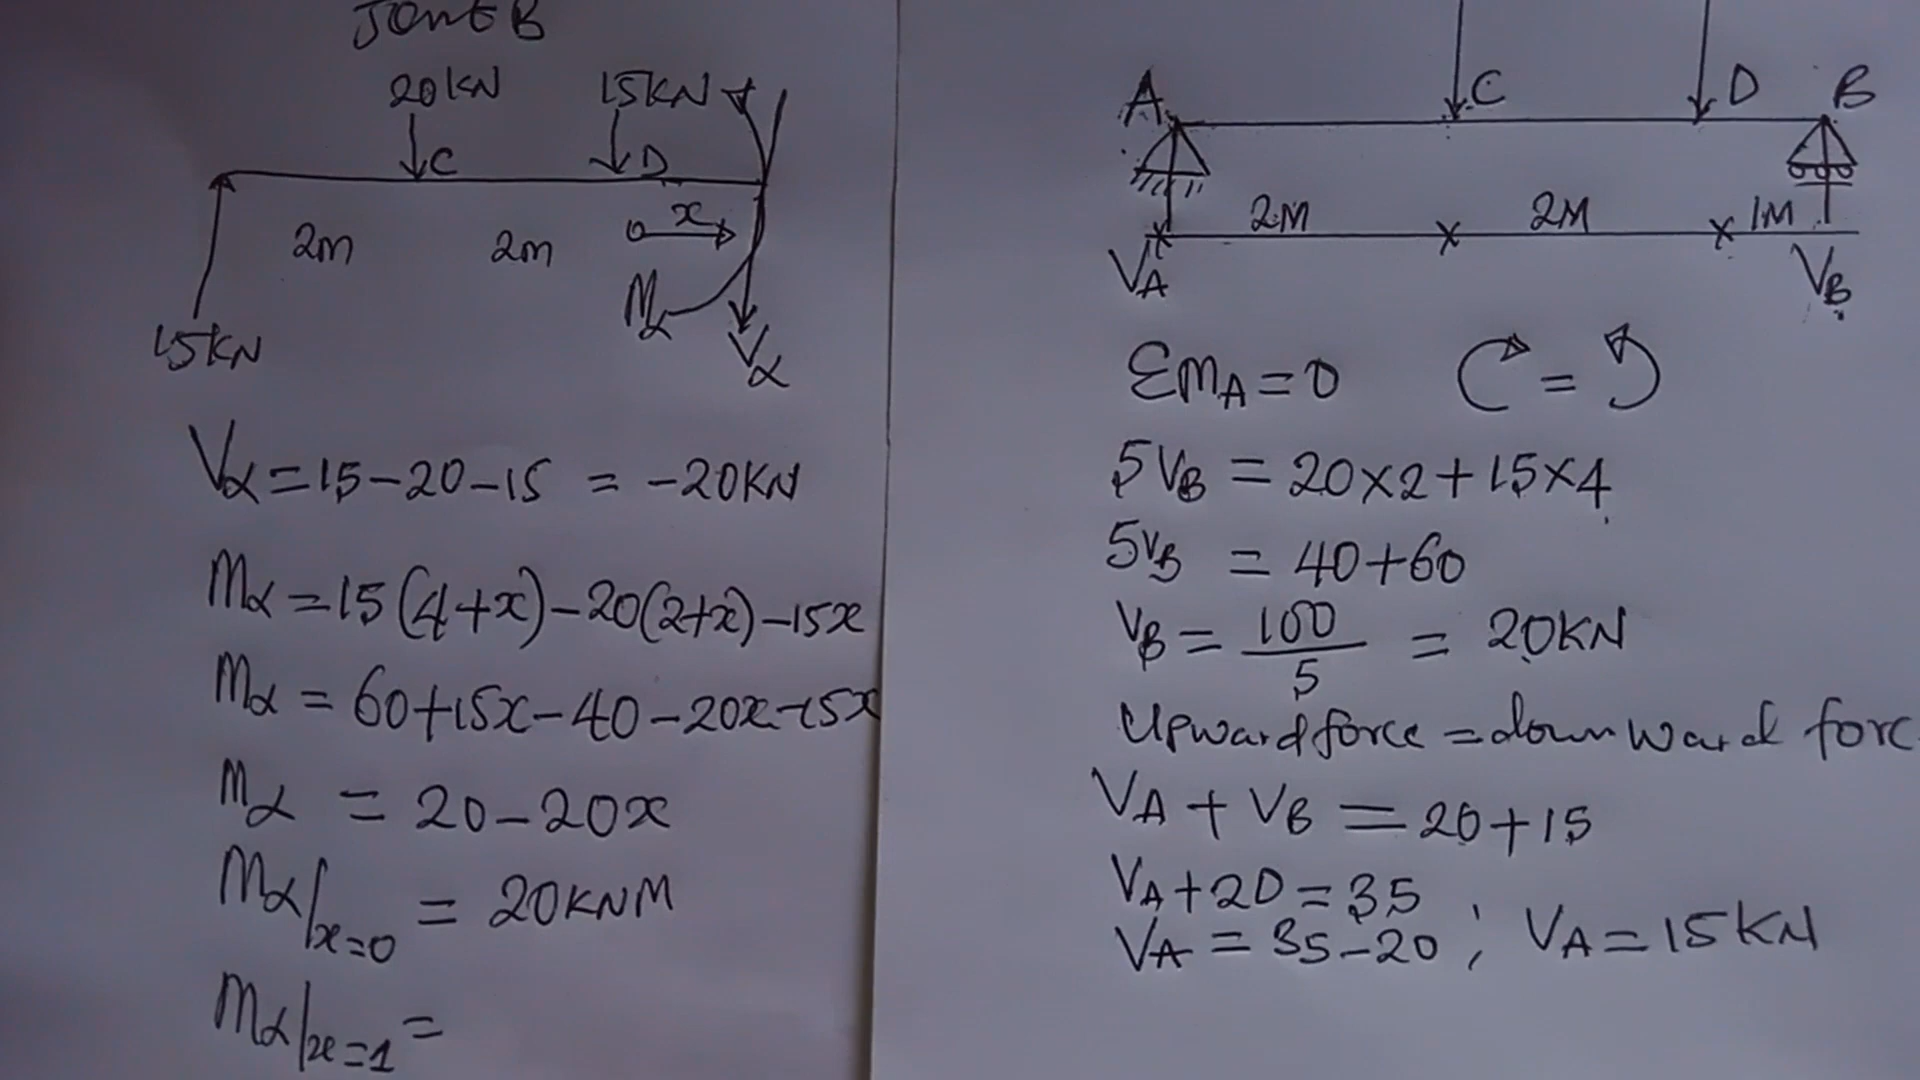 Joint B
20KN 15KN
C D
2m 2m x
Mx
15KN Vx
Vx = 15-20-15 = -20KN
Mx = 15(4+x)-20(2+x)-15x
Mx = 60+15x-40-20x-15x
Mx = 20-20x
Mx/x=0 = 20KNM
Mx/x=1 =
A C D B
2M 2M 1M
VA VB
ΣMA=0 =
5VB = 20×2+15×4
5VB = 40+60
VB = 100/5 = 20KN
Upward force = downward forc
VA + VB = 20+15
VA+20=35
VA = 35-20 ; VA = 15KN